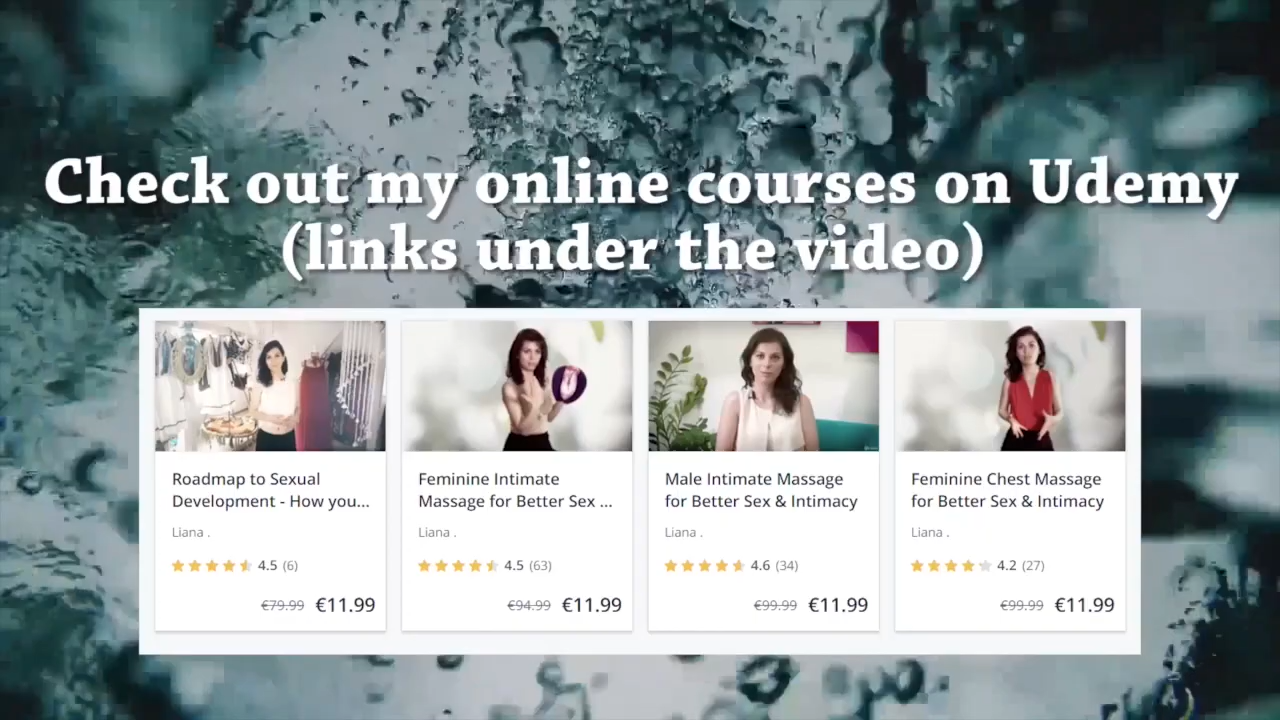 Check out my online courses on Udemy
(links under the video)
Roadmap to Sexual
Development - How you...
Liana .
4.5 (6)
€79.99 €11.99
Feminine Intimate
Massage for Better Sex ...
Liana .
4.5 (63)
€94.99 €11.99
Male Intimate Massage
for Better Sex & Intimacy
Liana .
4.6 (34)
€99.99 €11.99
Feminine Chest Massage
for Better Sex & Intimacy
Liana .
4.2 (27)
€99.99 €11.99